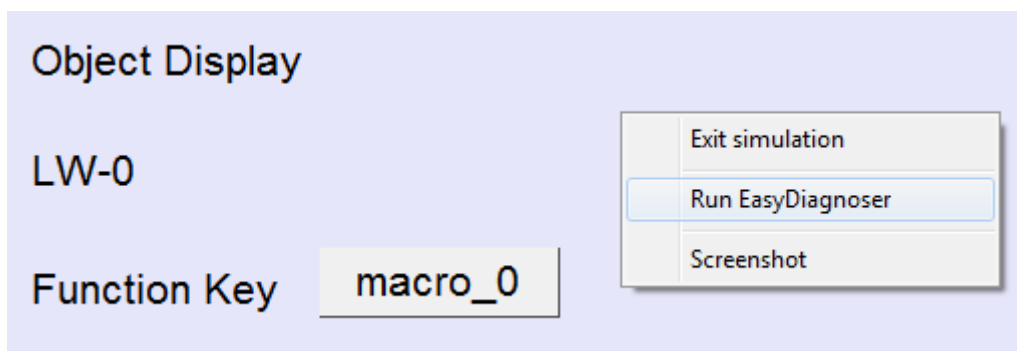 Object Display
LW-0
Function Key
macro_0
Exit simulation
Run EasyDiagnoser
Screenshot